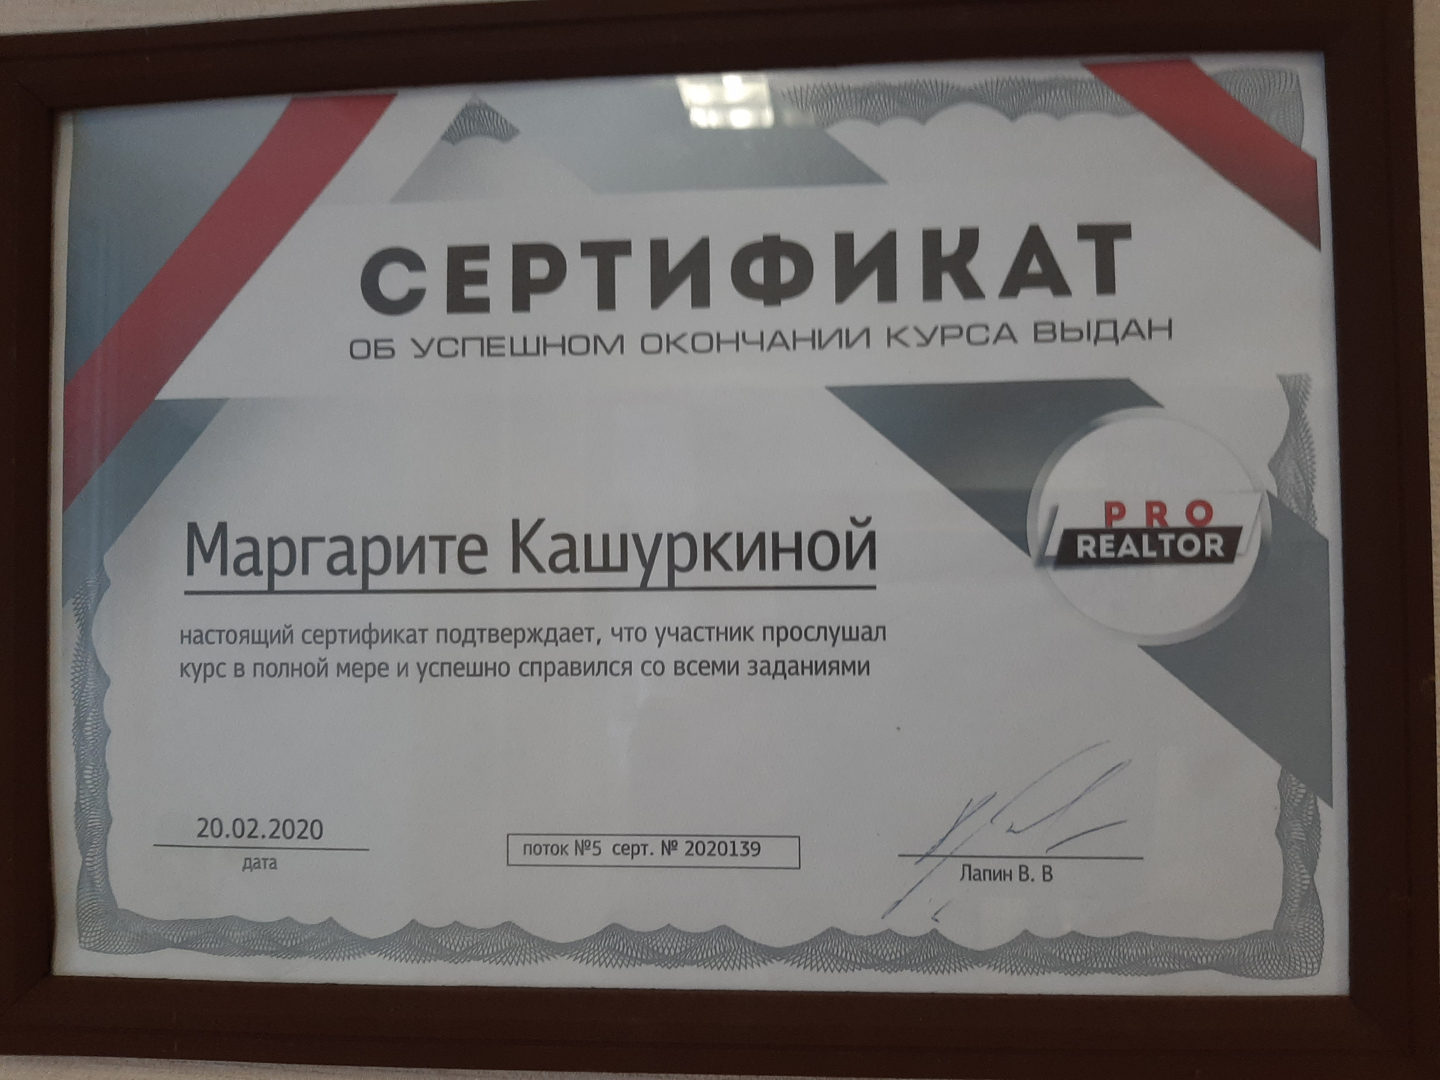 СЕРТИФИКАТ
ОБ УСПЕШНОМ ОКОНЧАНИИ КУРСА ВЫДАН
PRO
REALTOR
Маргарите Кашуркиной
настоящий сертификат подтверждает, что участник прослушал
курс в полной мере и успешно справился со всеми заданиями
20.02.2020
дата
поток №5 серт. № 2020139
Лапин В. В